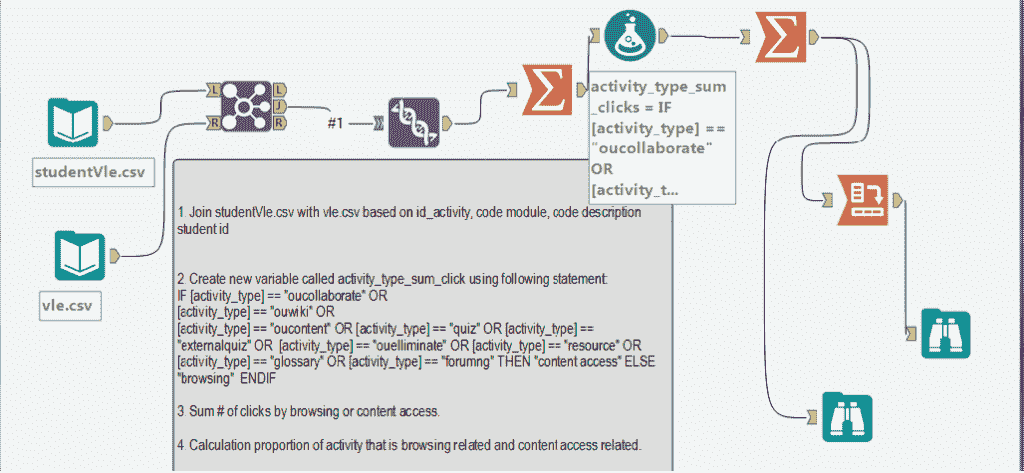 L
L
J
R
R
#1
studentVle.csv
vle.csv
activity_type_sum
_clicks = IF
[activity_type] ==
"oucollaborate"
OR
[activity_t...
1. Join studentVle.csv with vle.csv based on id_activity, code module, code description
student id
2. Create new variable called activity_type_sum_click using following statement:
IF [activity_type] == "oucollaborate" OR
[activity_type] == "ouwiki" OR
[activity_type] == "oucontent" OR [activity_type] == "quiz" OR [activity_type] ==
"externalquiz" OR [activity_type] == "ouelliminate" OR [activity_type] == "resource" OR
[activity_type] == "glossary" OR [activity_type] == "forumng" THEN "content access" ELSE
"browsing" ENDIF
3 Sum # of clicks by browsing or content access.
4 Calculation proportion of activity that is browsing related and content access related.